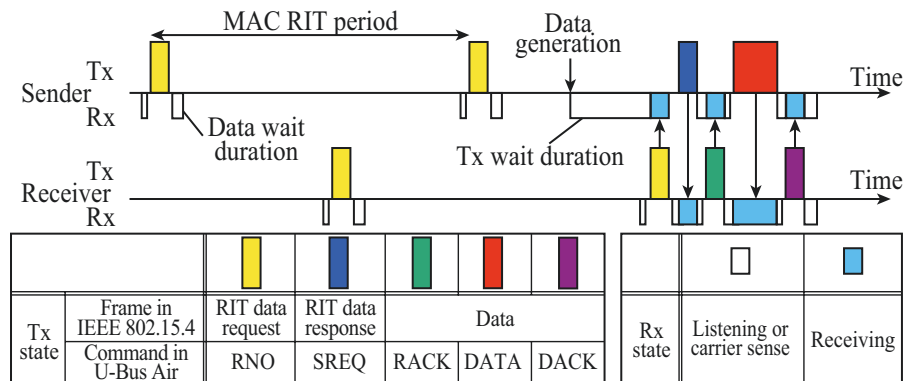 MAC RIT period
Data
generation
Tx
Sender
Rx
Time
Data wait
duration
Tx wait duration
Tx
Receiver
Rx
Time
Tx
state
Frame in
IEEE 802.15.4
RIT data
request
RIT data
response
Data
Command in
U-Bus Air
RNO
SREQ
RACK
DATA
DACK
Rx
state
Listening or
carrier sense
Receiving